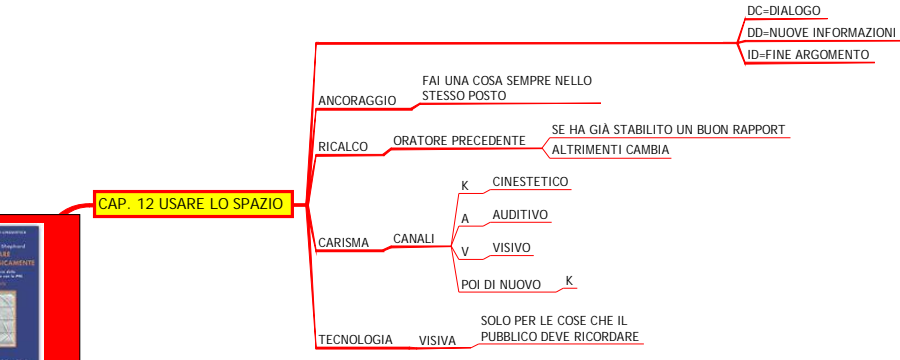 DC=DIALOGO
DD=NUOVE INFORMAZIONI
ID=FINE ARGOMENTO
ANCORAGGIO
FAI UNA COSA SEMPRE NELLO
STESSO POSTO
RICALCO
ORATORE PRECEDENTE
SE HA GIÀ STABILITO UN BUON RAPPORT
ALTRIMENTI CAMBIA
CAP. 12 USARE LO SPAZIO
CARISMA
CANALI
K
CINESTETICO
A
AUDITIVO
V
VISIVO
POI DI NUOVO
K
TECNOLOGIA
VISIVA
SOLO PER LE COSE CHE IL
PUBBLICO DEVE RICORDARE
Shephard